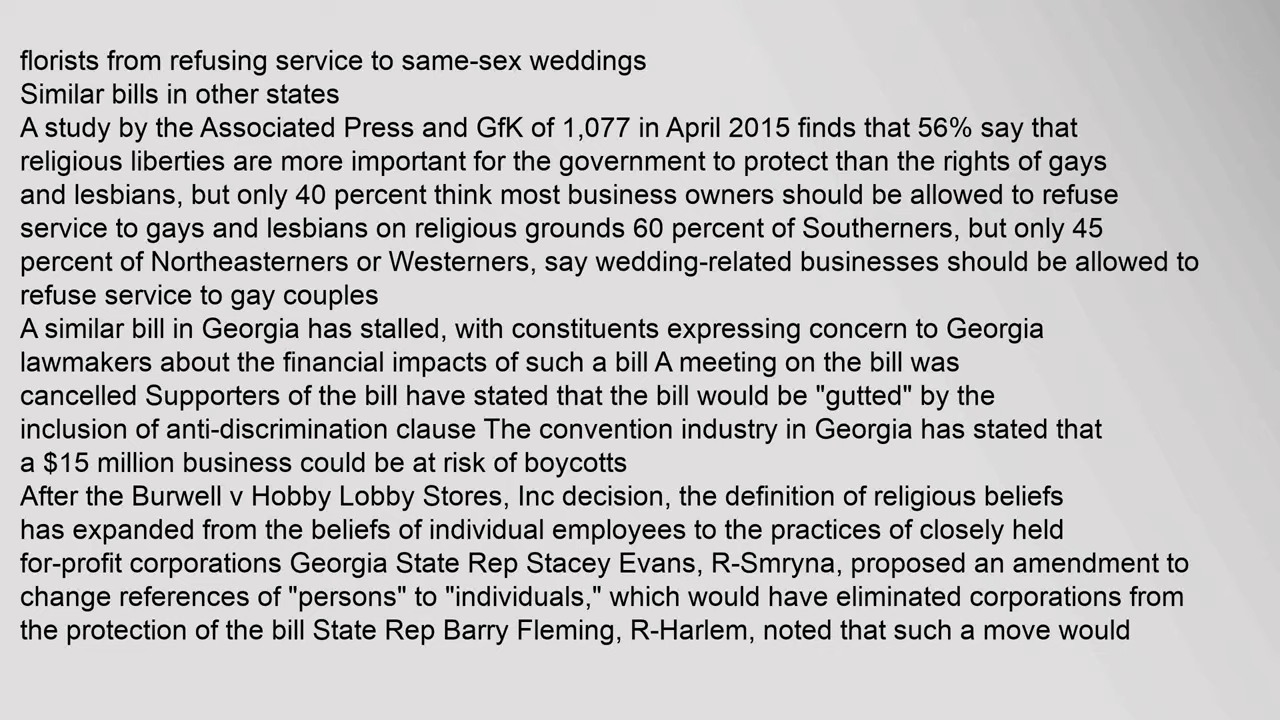 florists from refusing service to same-sex weddings
Similar bills in other states
A study by the Associated Press and GfK of 1,077 in April 2015 finds that 56% say that
religious liberties are more important for the government to protect than the rights of gays
and lesbians, but only 40 percent think most business owners should be allowed to refuse
service to gays and lesbians on religious grounds 60 percent of Southerners, but only 45
percent of Northeasterners or Westerners, say wedding-related businesses should be allowed to
refuse service to gay couples
A similar bill in Georgia has stalled, with constituents expressing concern to Georgia
lawmakers about the financial impacts of such a bill A meeting on the bill was
cancelled Supporters of the bill have stated that the bill would be "gutted" by the
inclusion of anti-discrimination clause The convention industry in Georgia has stated that
a $15 million business could be at risk of boycotts
After the Burwell v Hobby Lobby Stores, Inc decision, the definition of religious beliefs
has expanded from the beliefs of individual employees to the practices of closely held
for-profit corporations Georgia State Rep Stacey Evans, R-Smryna, proposed an amendment to
change references of "persons" to "individuals," which would have eliminated corporations from
the protection of the bill State Rep Barry Fleming, R-Harlem, noted that such a move would